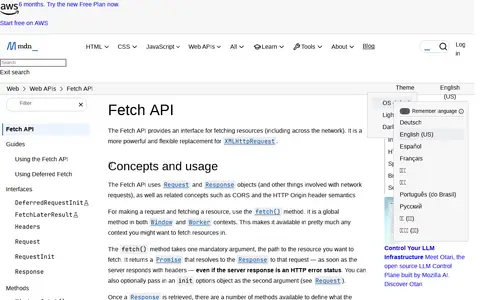 aws
6 months. Try the new Free Plan now.
Start free on AWS
mdn_
HTML
CSS
JavaScript
Web APIs
All
Learn
Tools
About
Blog
Log in
Exit search
Web
Web APIs
Fetch API
Theme
English (US)
Filter
OS
Ligh
Dar
Remember language
Deutsch
English (US)
Español
Français
Português (do Brasil)
Русский
Fetch API
Guides
Using the Fetch API
Using Deferred Fetch
Interfaces
DeferredRequestInit
FetchLaterResult
Headers
Request
RequestInit
Response
Methods
Fetch API
The Fetch API provides an interface for fetching resources (including across the network). It is a
more powerful and flexible replacement for XMLHttpRequest.
Concepts and usage
The Fetch API uses Request and Response objects (and other things involved with network
requests), as well as related concepts such as CORS and the HTTP Origin header semantics
For making a request and fetching a resource, use the fetch() method. It is a global
method in both Window and Worker contexts. This makes it available in pretty much any
context you might want to fetch resources in.
The fetch() method takes one mandatory argument, the path to the resource you want to
fetch. It returns a Promise that resolves to the Response to that request — as soon as the
server responds with headers — even if the server response is an HTTP error status. You can
also optionally pass in an init options object as the second argument (see Request).
Once a Response is retrieved, there are a number of methods available to define what the
Control Your LLM
Infrastructure Meet Otari, the
open-source LLM Control
Plane built by Mozilla AI.
Discover Otari